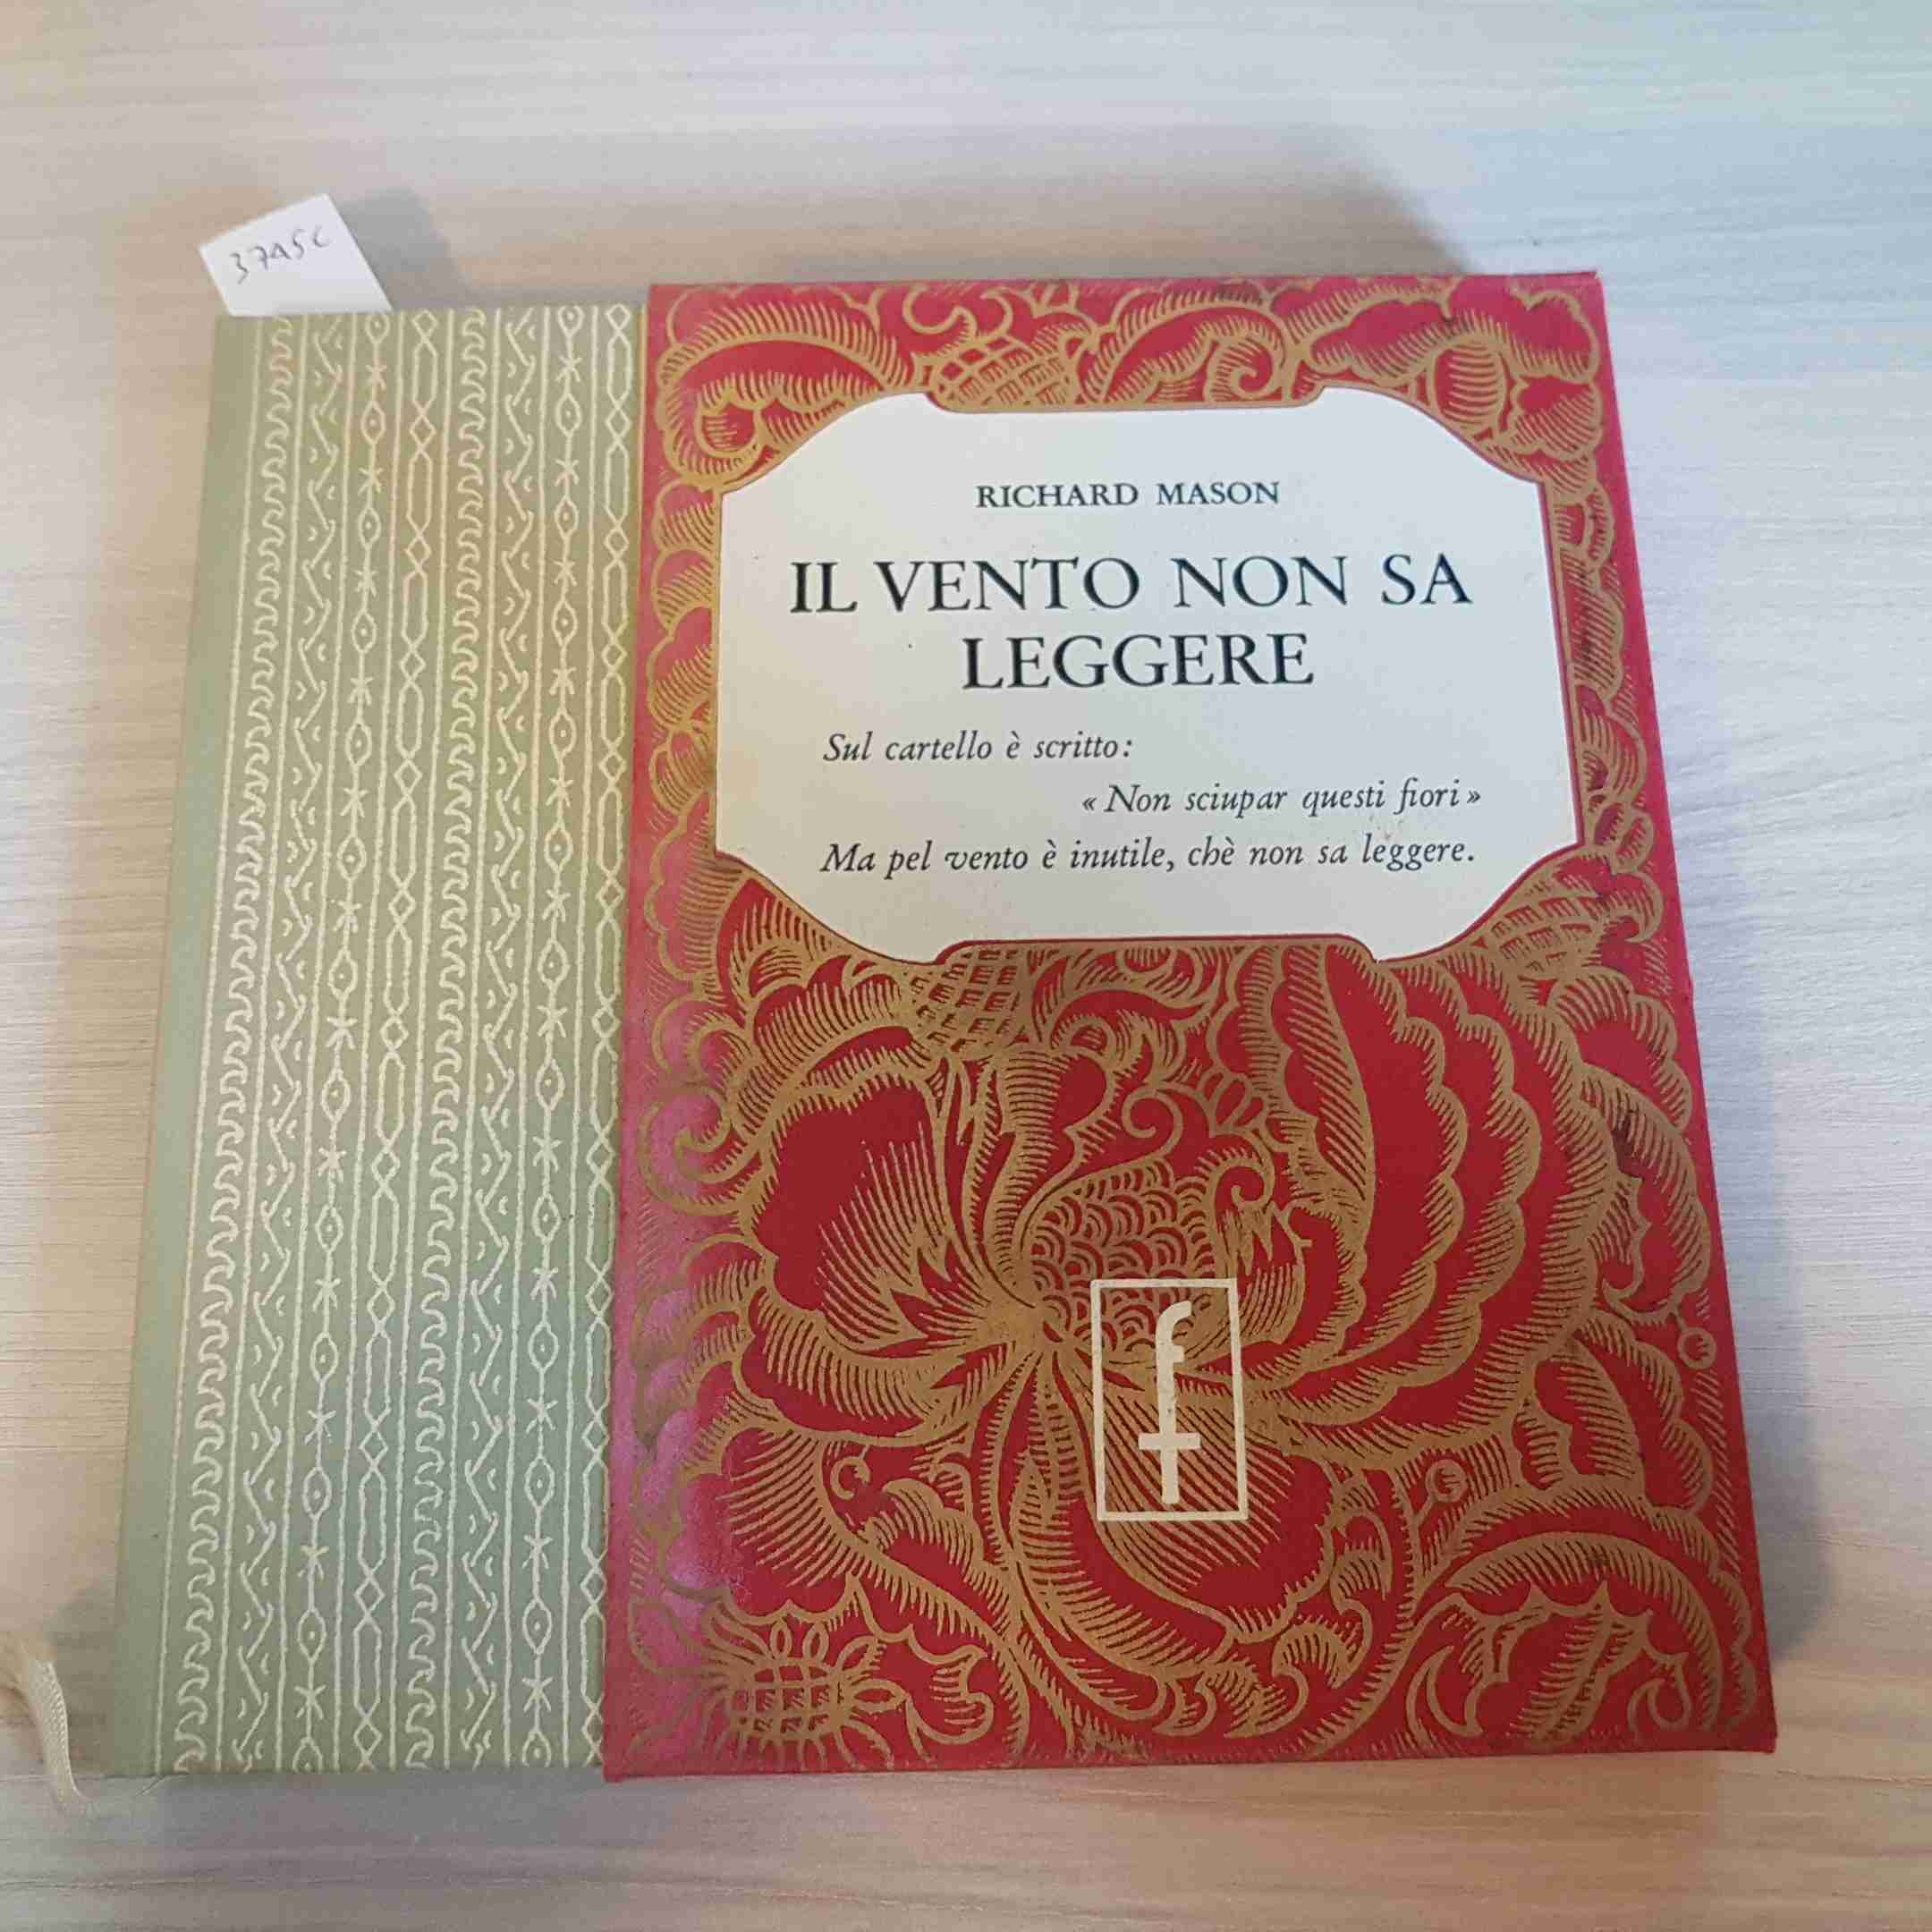 3745C
RICHARD MASON
IL VENTO NON SA
LEGGERE
Sul cartello è scritto:
« Non sciupar questi fiori »
Ma pel vento è inutile, chè non sa leggere.
f